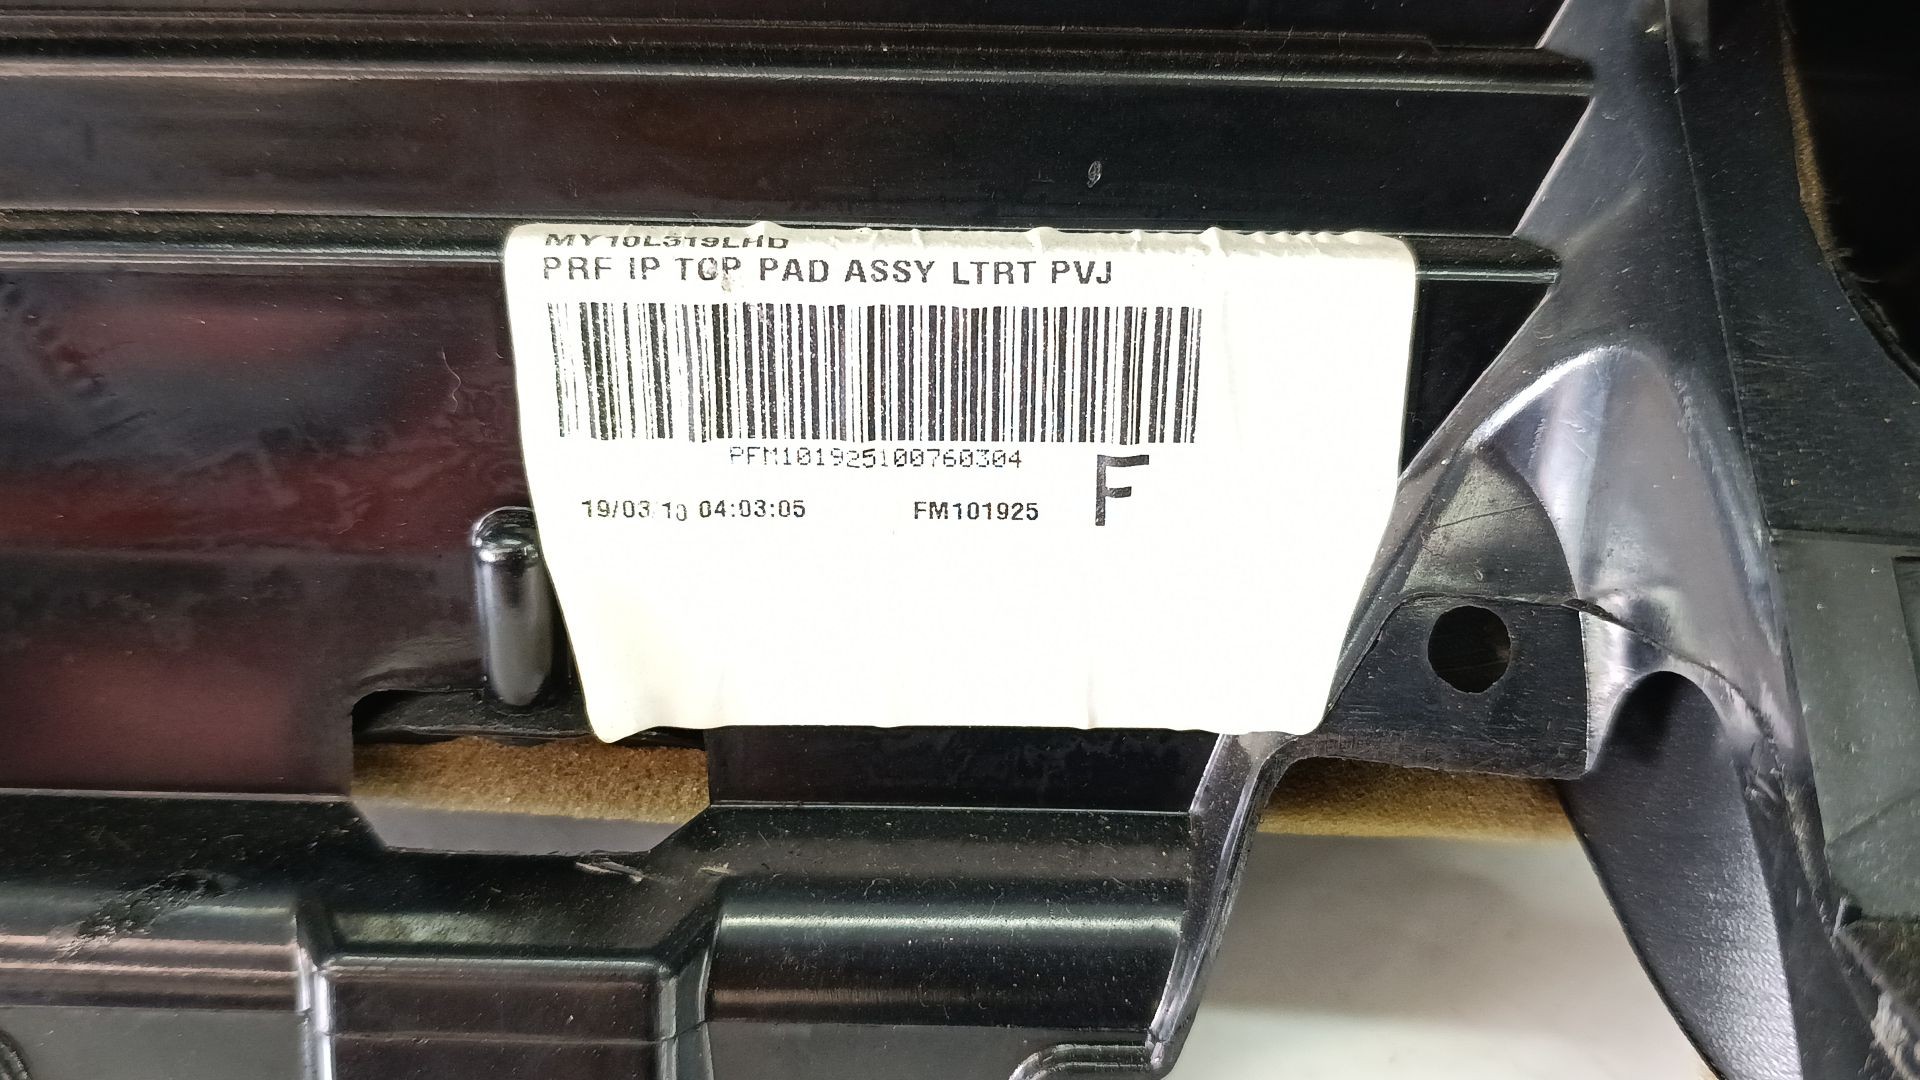 MY10L319LHD
PRF IP TOP PAD ASSY LTRT PVJ
PFM101925100760304
19/03/10 04:03:05 FM101925 F